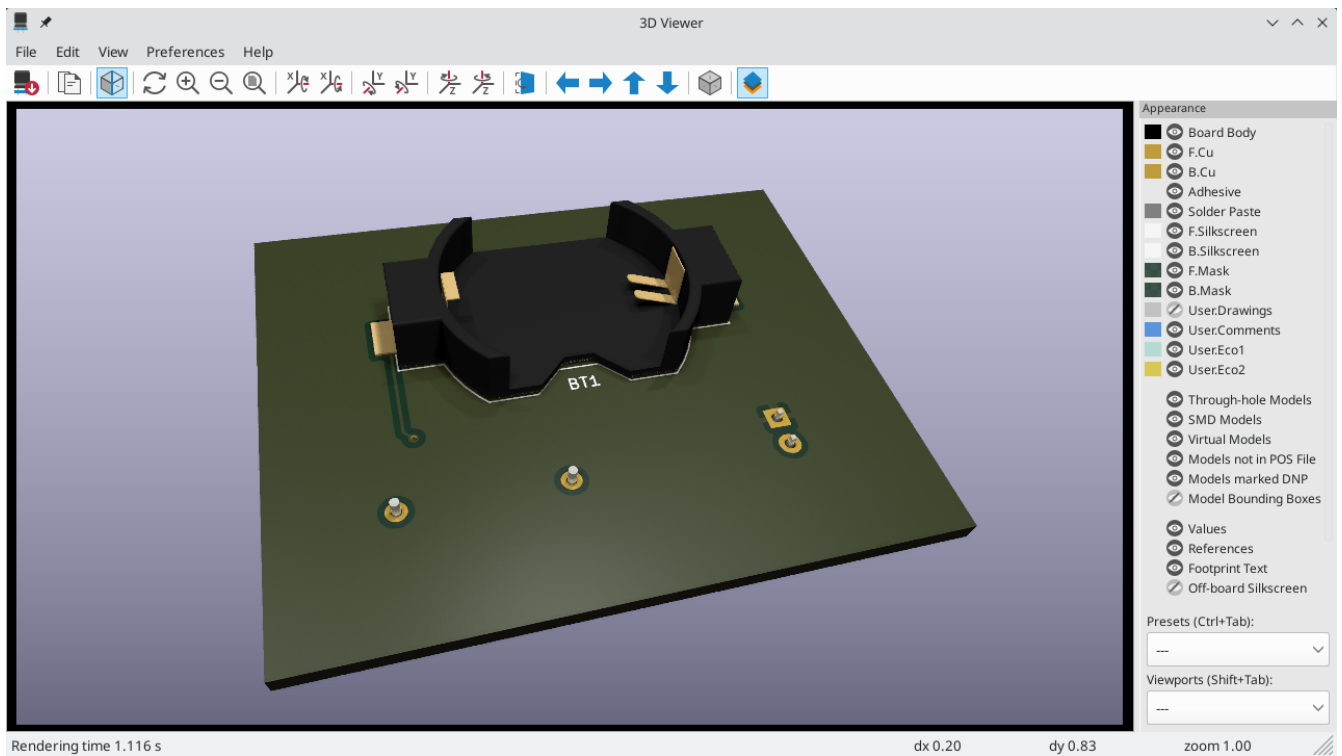 3D Viewer
File Edit View Preferences Help
Appearance
Board Body
F.Cu
B.Cu
Adhesive
Solder Paste
F.Silkscreen
B.Silkscreen
F.Mask
B.Mask
User.Drawings
User.Comments
User.Eco1
User.Eco2
Through-hole Models
SMD Models
Virtual Models
Models not in POS File
Models marked DNP
Model Bounding Boxes
Values
References
Footprint Text
Off-board Silkscreen
Presets (Ctrl+Tab):
---
Viewports (Shift+Tab):
---
BT1
Rendering time 1.116 s dx 0.20 dy 0.83 zoom 1.00